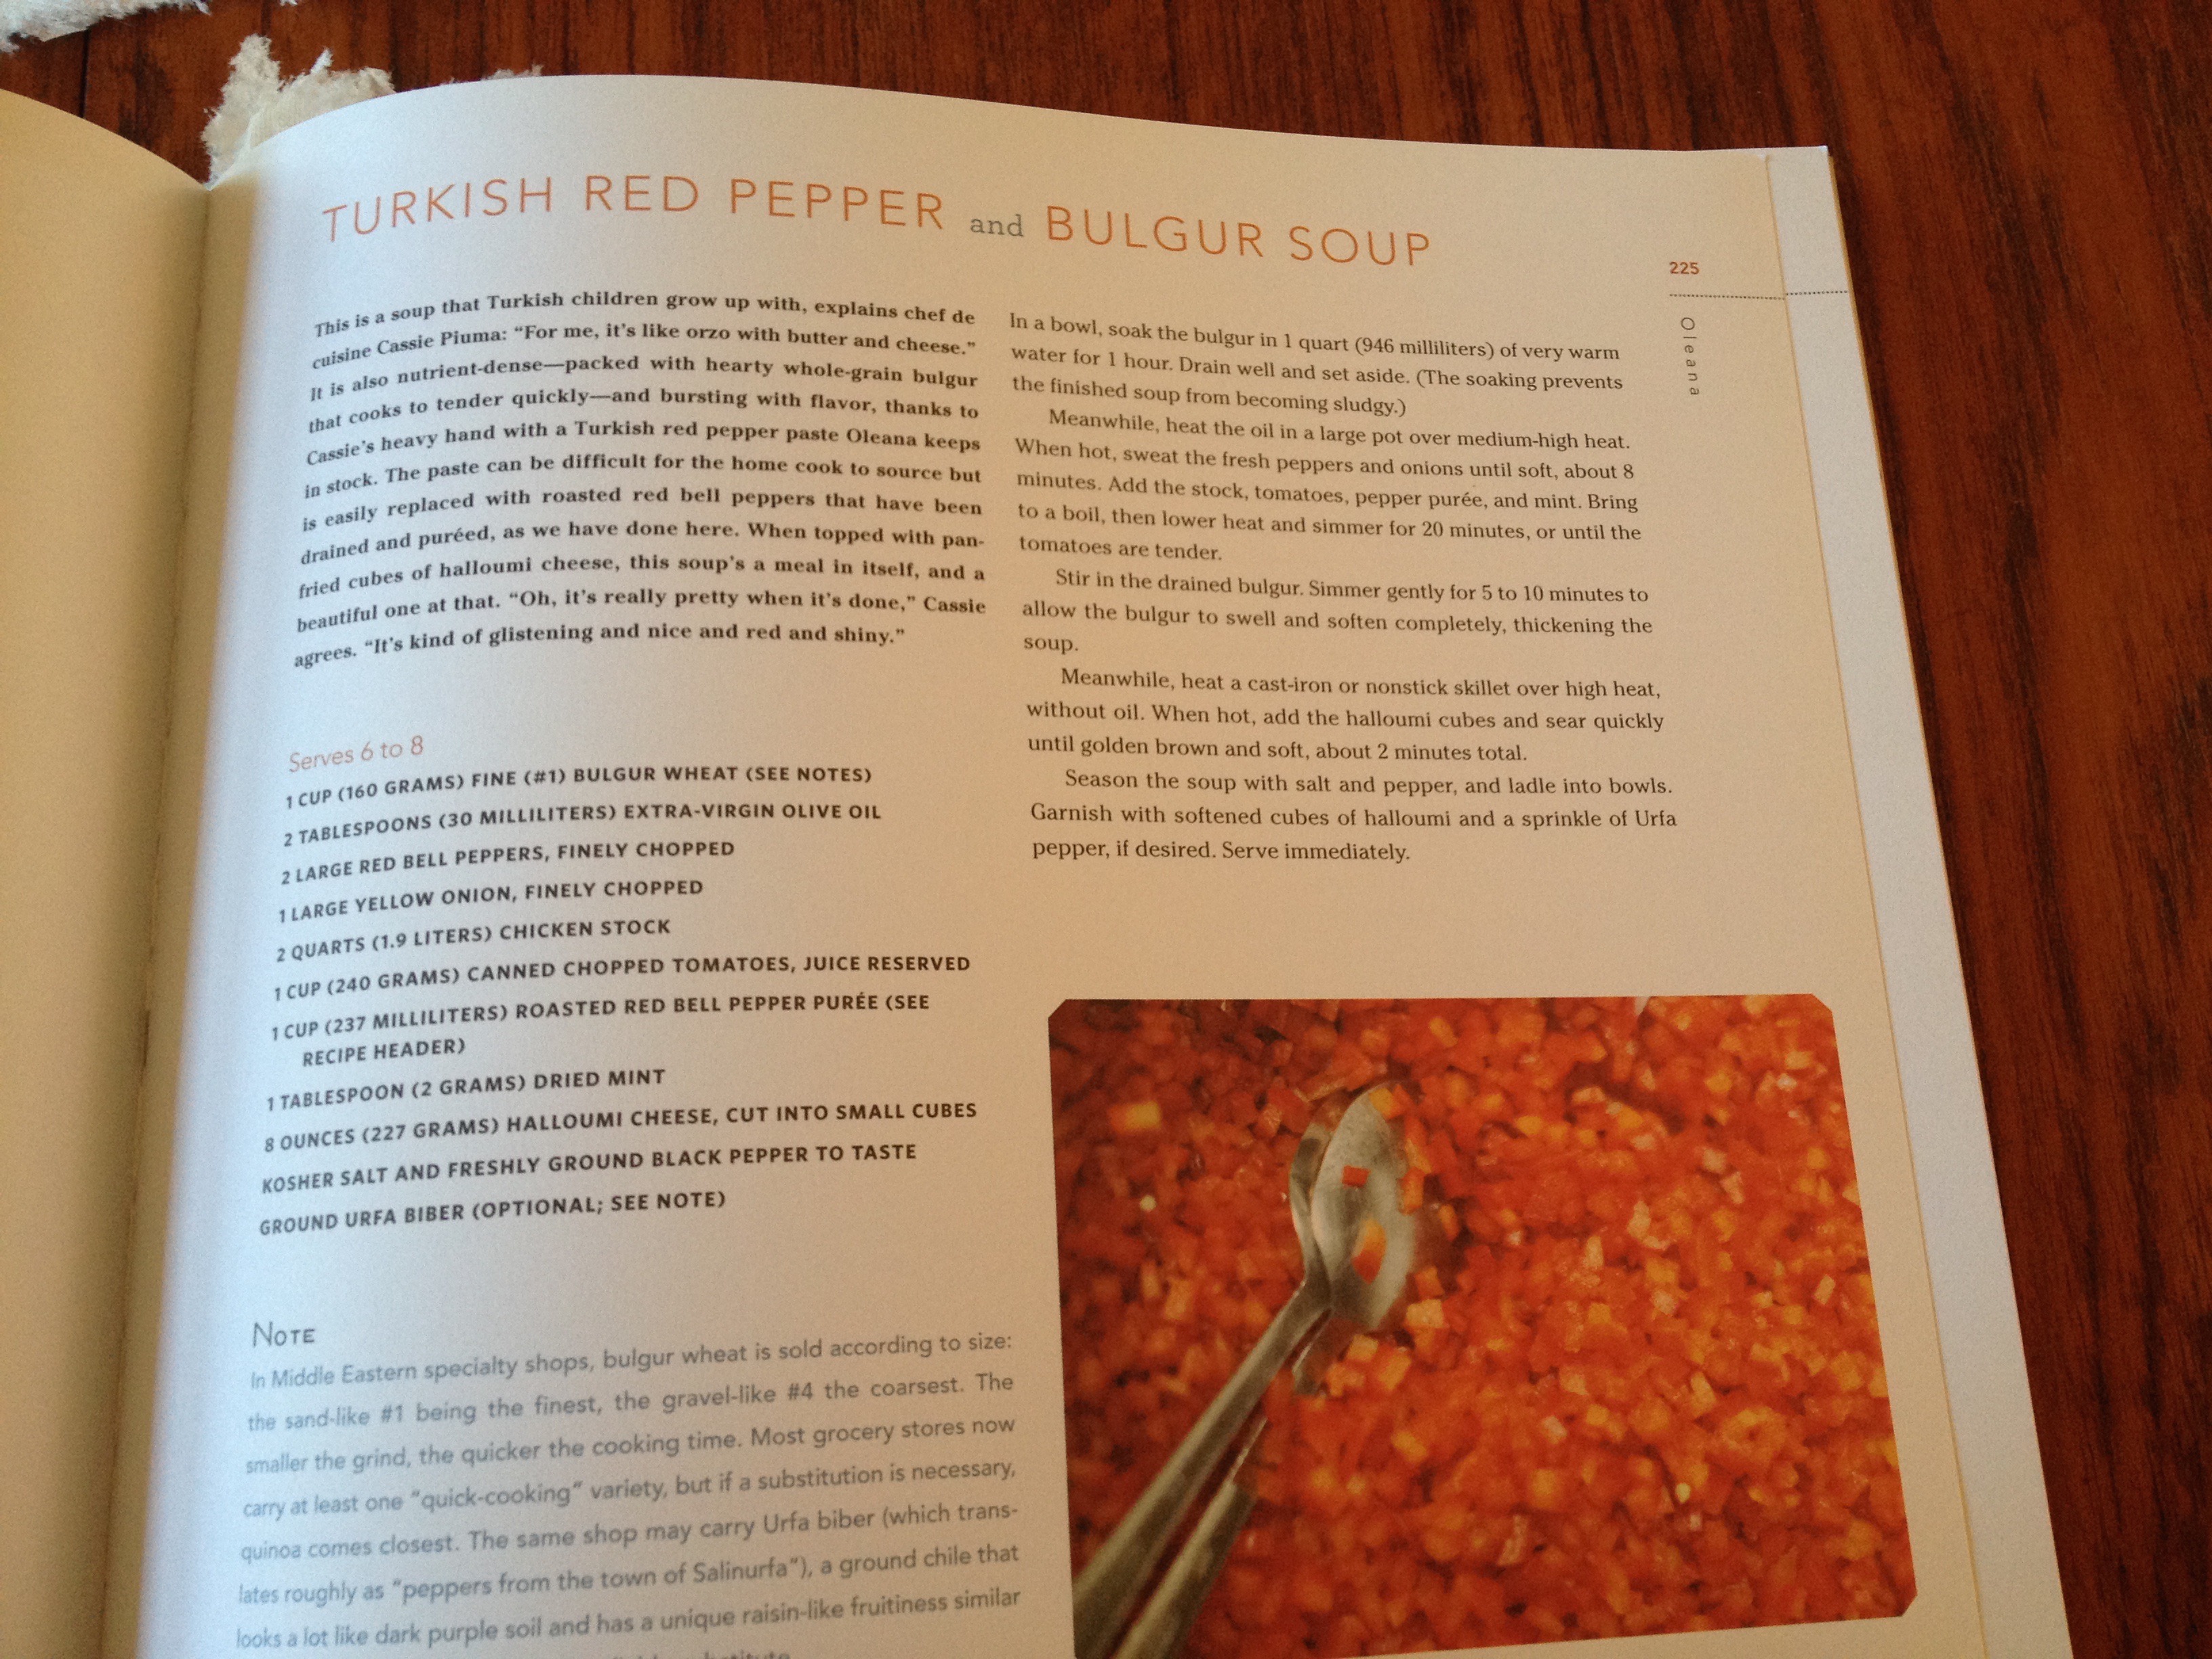 TURKISH RED PEPPER and BULGUR SOUP
This is a soup that Turkish children grow up with, explains chef de
cuisine Cassie Piuma: “For me, it’s like orzo with butter and cheese.”
It is also nutrient-dense—packed with hearty whole-grain bulgur
that cooks to tender quickly—and bursting with flavor, thanks to
Cassie’s heavy hand with a Turkish red pepper paste Oleana keeps
in stock. The paste can be difficult for the home cook to source but
is easily replaced with roasted red bell peppers that have been
drained and puréed, as we have done here. When topped with pan-
fried cubes of halloumi cheese, this soup’s a meal in itself, and a
beautiful one at that. “Oh, it’s really pretty when it’s done,” Cassie
agrees. “It’s kind of glistening and nice and red and shiny.”
Serves 6 to 8
1 CUP (160 GRAMS) FINE (#1) BULGUR WHEAT (SEE NOTES)
2 TABLESPOONS (30 MILLILITERS) EXTRA-VIRGIN OLIVE OIL
2 LARGE RED BELL PEPPERS, FINELY CHOPPED
1 LARGE YELLOW ONION, FINELY CHOPPED
2 QUARTS (1.9 LITERS) CHICKEN STOCK
1 CUP (240 GRAMS) CANNED CHOPPED TOMATOES, JUICE RESERVED
1 CUP (237 MILLILITERS) ROASTED RED BELL PEPPER PURÉE (SEE
RECIPE HEADER)
1 TABLESPOON (2 GRAMS) DRIED MINT
8 OUNCES (227 GRAMS) HALLOUMI CHEESE, CUT INTO SMALL CUBES
KOSHER SALT AND FRESHLY GROUND BLACK PEPPER TO TASTE
GROUND URFA BIBER (OPTIONAL; SEE NOTE)
NOTE
In Middle Eastern specialty shops, bulgur wheat is sold according to size:
the sand-like #1 being the finest, the gravel-like #4 the coarsest. The
smaller the grind, the quicker the cooking time. Most grocery stores now
carry at least one “quick-cooking” variety, but if a substitution is necessary,
quinoa comes closest. The same shop may carry Urfa biber (which trans-
lates roughly as “peppers from the town of Salinurfa”), a ground chile that
looks a lot like dark purple soil and has a unique raisin-like fruitiness similar
In a bowl, soak the bulgur in 1 quart (946 milliliters) of very warm
water for 1 hour. Drain well and set aside. (The soaking prevents
the finished soup from becoming sludgy.)
Meanwhile, heat the oil in a large pot over medium-high heat.
When hot, sweat the fresh peppers and onions until soft, about 8
minutes. Add the stock, tomatoes, pepper purée, and mint. Bring
to a boil, then lower heat and simmer for 20 minutes, or until the
tomatoes are tender.
Stir in the drained bulgur. Simmer gently for 5 to 10 minutes to
allow the bulgur to swell and soften completely, thickening the
soup.
Meanwhile, heat a cast-iron or nonstick skillet over high heat,
without oil. When hot, add the halloumi cubes and sear quickly
until golden brown and soft, about 2 minutes total.
Season the soup with salt and pepper, and ladle into bowls.
Garnish with softened cubes of halloumi and a sprinkle of Urfa
pepper, if desired. Serve immediately.
225
Oleana